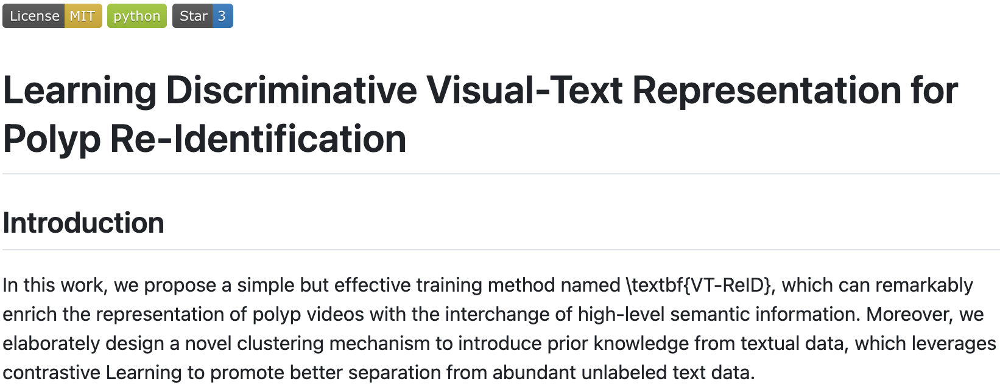 License MIT python Star 3
Learning Discriminative Visual-Text Representation for
Polyp Re-Identification
Introduction
In this work, we propose a simple but effective training method named \textbf{VT-ReID}, which can remarkably
enrich the representation of polyp videos with the interchange of high-level semantic information. Moreover, we
elaborately design a novel clustering mechanism to introduce prior knowledge from textual data, which leverages
contrastive Learning to promote better separation from abundant unlabeled text data.